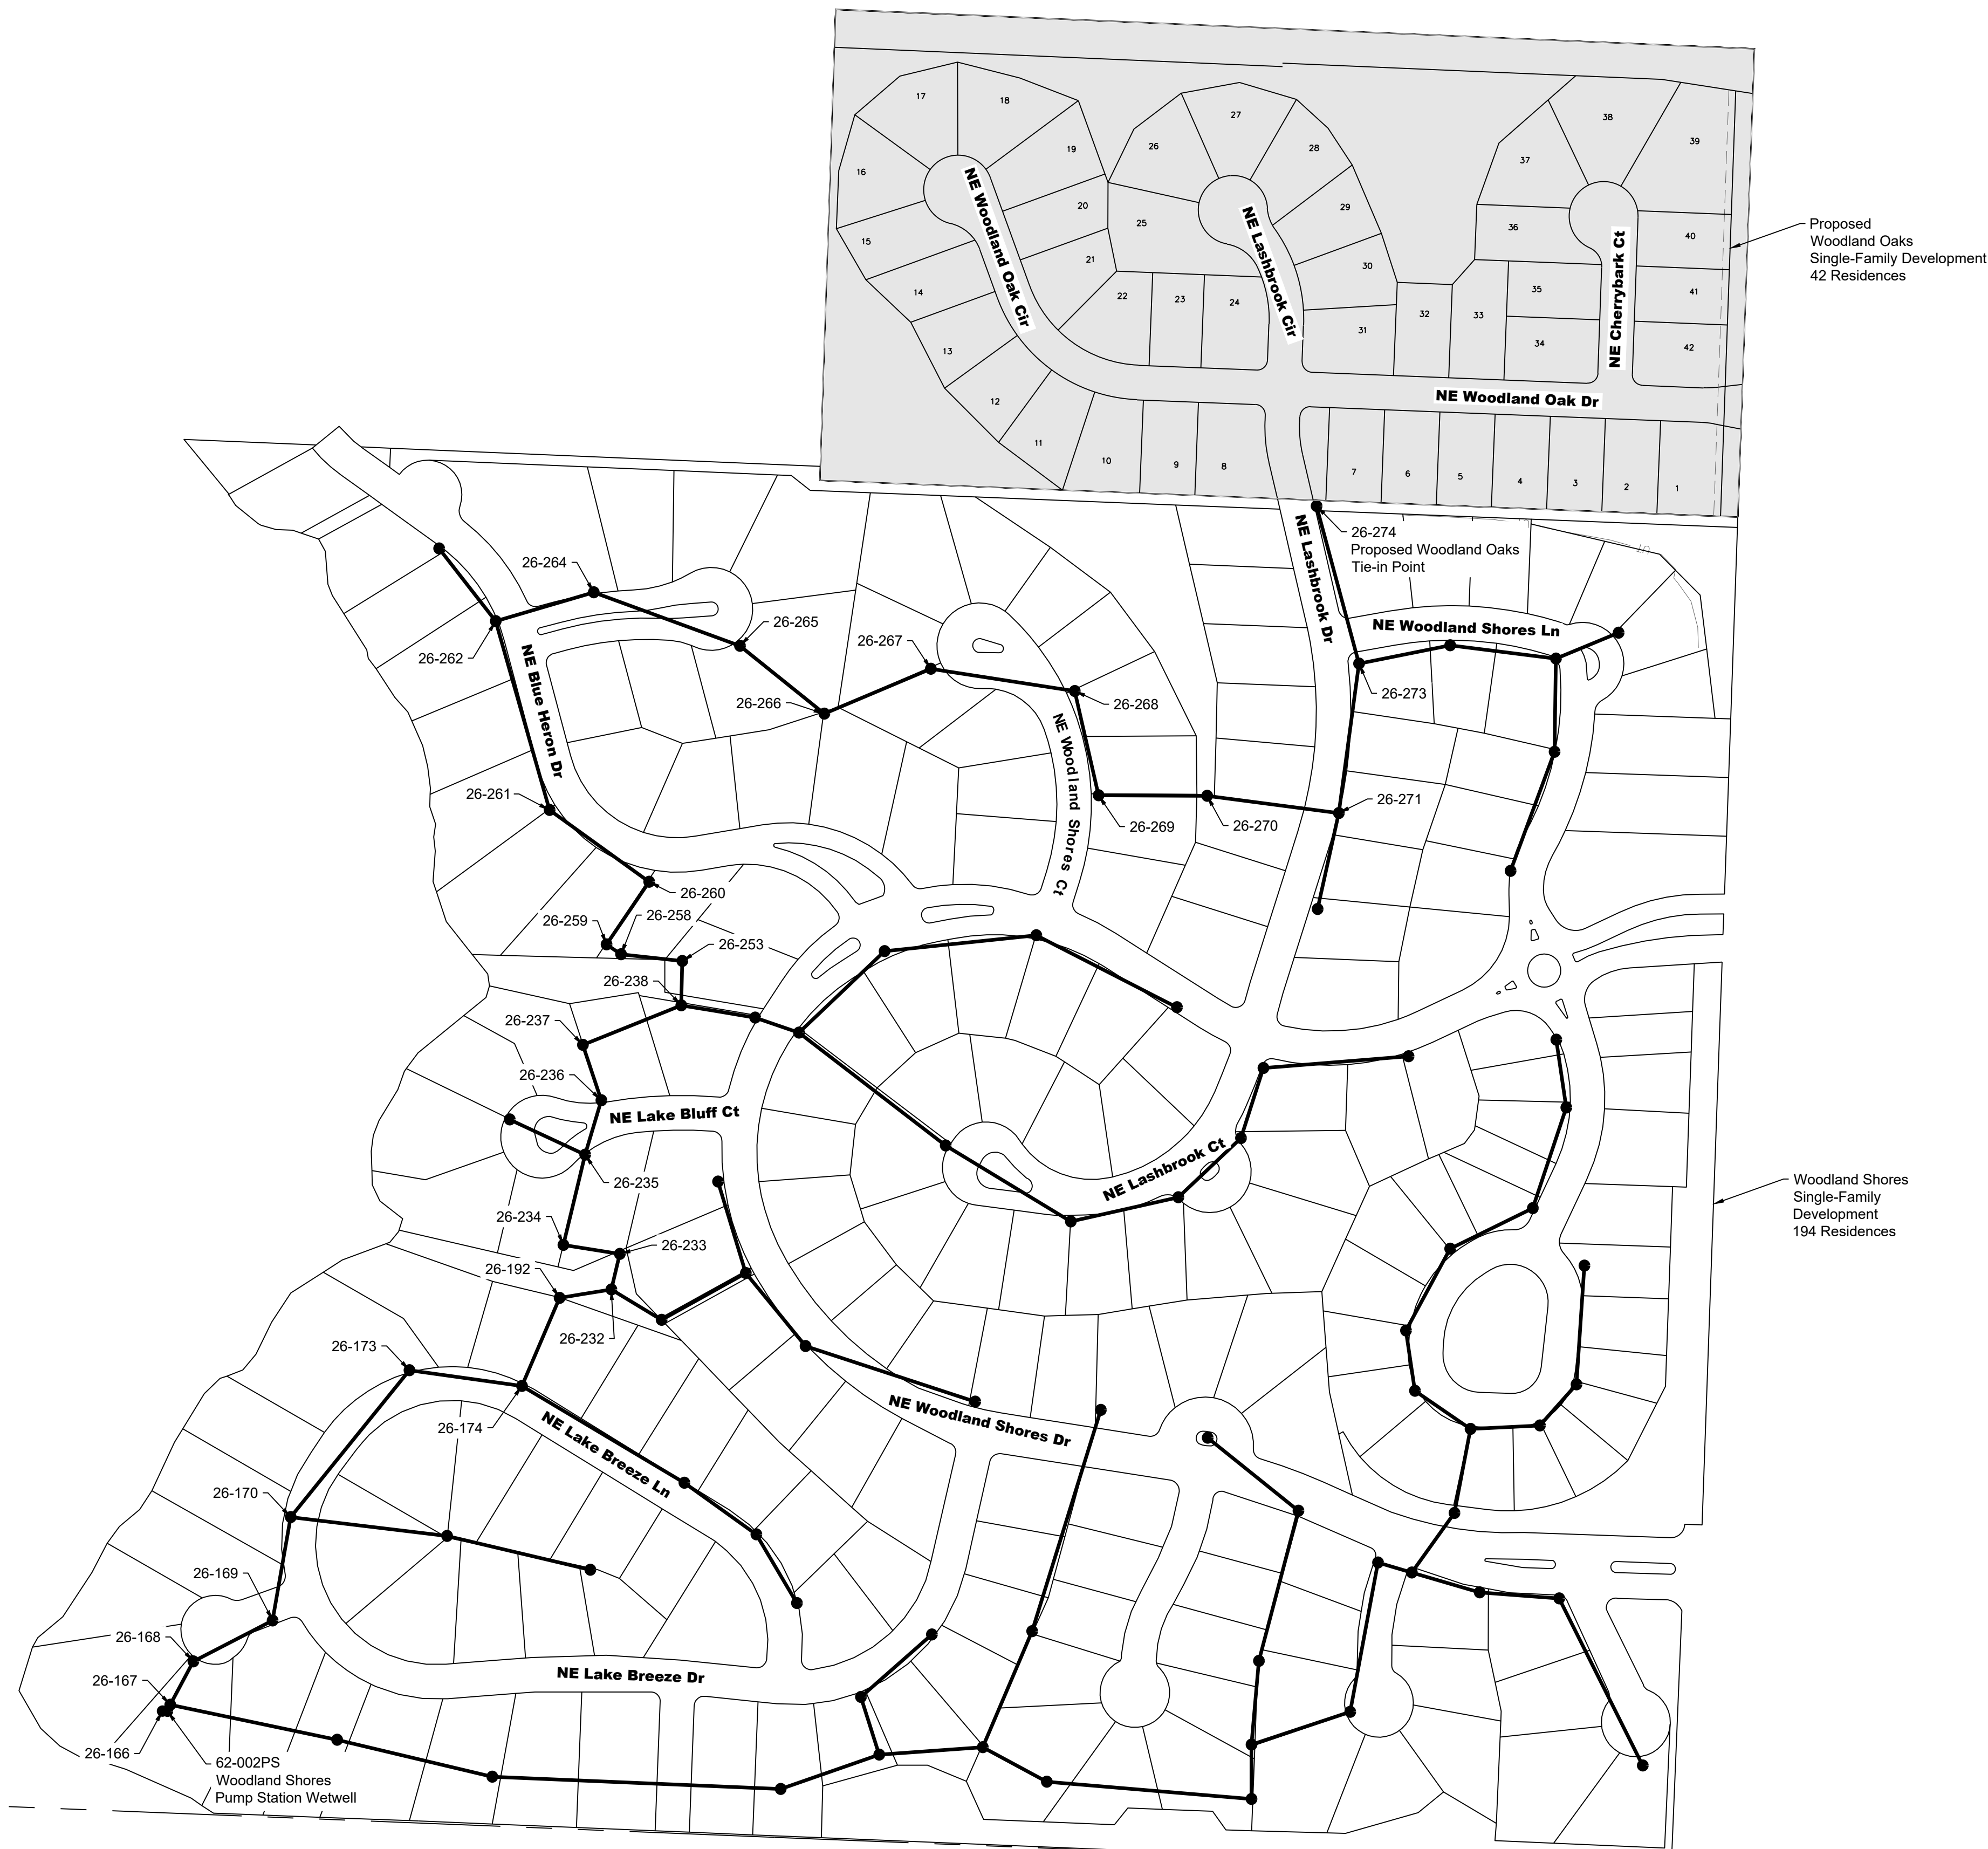 17
18
27
38
39
26
28
19
37
16
20
29
25
36
15
40
21
30
14
22
23
24
35
41
32
33
31
34
42
13
12
11
10
9
8
7
6
5
4
3
2
1
NE Woodland Oak Cir
NE Lashbrook Cir
NE Cherrybark Ct
NE Woodland Oak Dr
Proposed
Woodland Oaks
Single-Family Development
42 Residences
26-274
Proposed Woodland Oaks
Tie-in Point
NE Lashbrook Dr
NE Woodland Shores Ln
26-264
26-265
26-267
26-262
NE Blue Heron Dr
26-266
26-268
26-273
NE Woodland Shores Ct
26-261
26-269
26-270
26-271
26-260
26-259
26-258
26-253
26-238
26-237
26-236
NE Lake Bluff Ct
NE Lashbrook Ct
26-235
26-234
26-233
26-192
26-232
Woodland Shores
Single-Family
Development
194 Residences
26-173
26-174
NE Lake Breeze Ln
NE Woodland Shores Dr
26-170
26-169
26-168
NE Lake Breeze Dr
26-167
26-166
62-002PS
Woodland Shores
Pump Station Wetwell